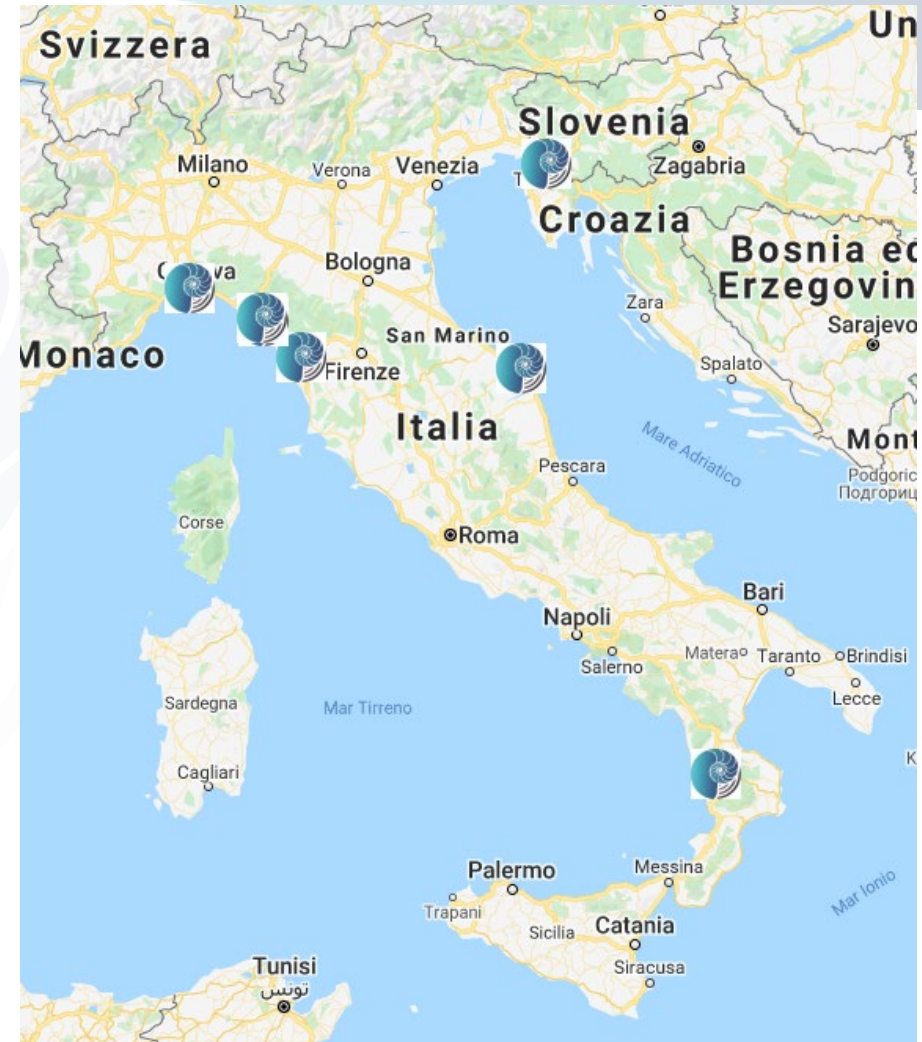 Un
Svizzera
Slovenia
Milano
Verona
Venezia
Zagabria
Croazia
Bologna
Bosnia ed
Erzegovin
Zara
Sarajevo
San Marino
Monaco
Firenze
Spalato
Italia
Mare Adriatico
Mont
Pescara
Podgoric
Подгориц
Corse
Roma
Bari
Napoli
Matera
Taranto
Brindisi
Salerno
Lecce
Sardegna
Mar Tirreno
K
Cagliari
Palermo
Messina
Mar Ionio
Trapani
Sicilia
Catania
Siracusa
Tunisi
تونس